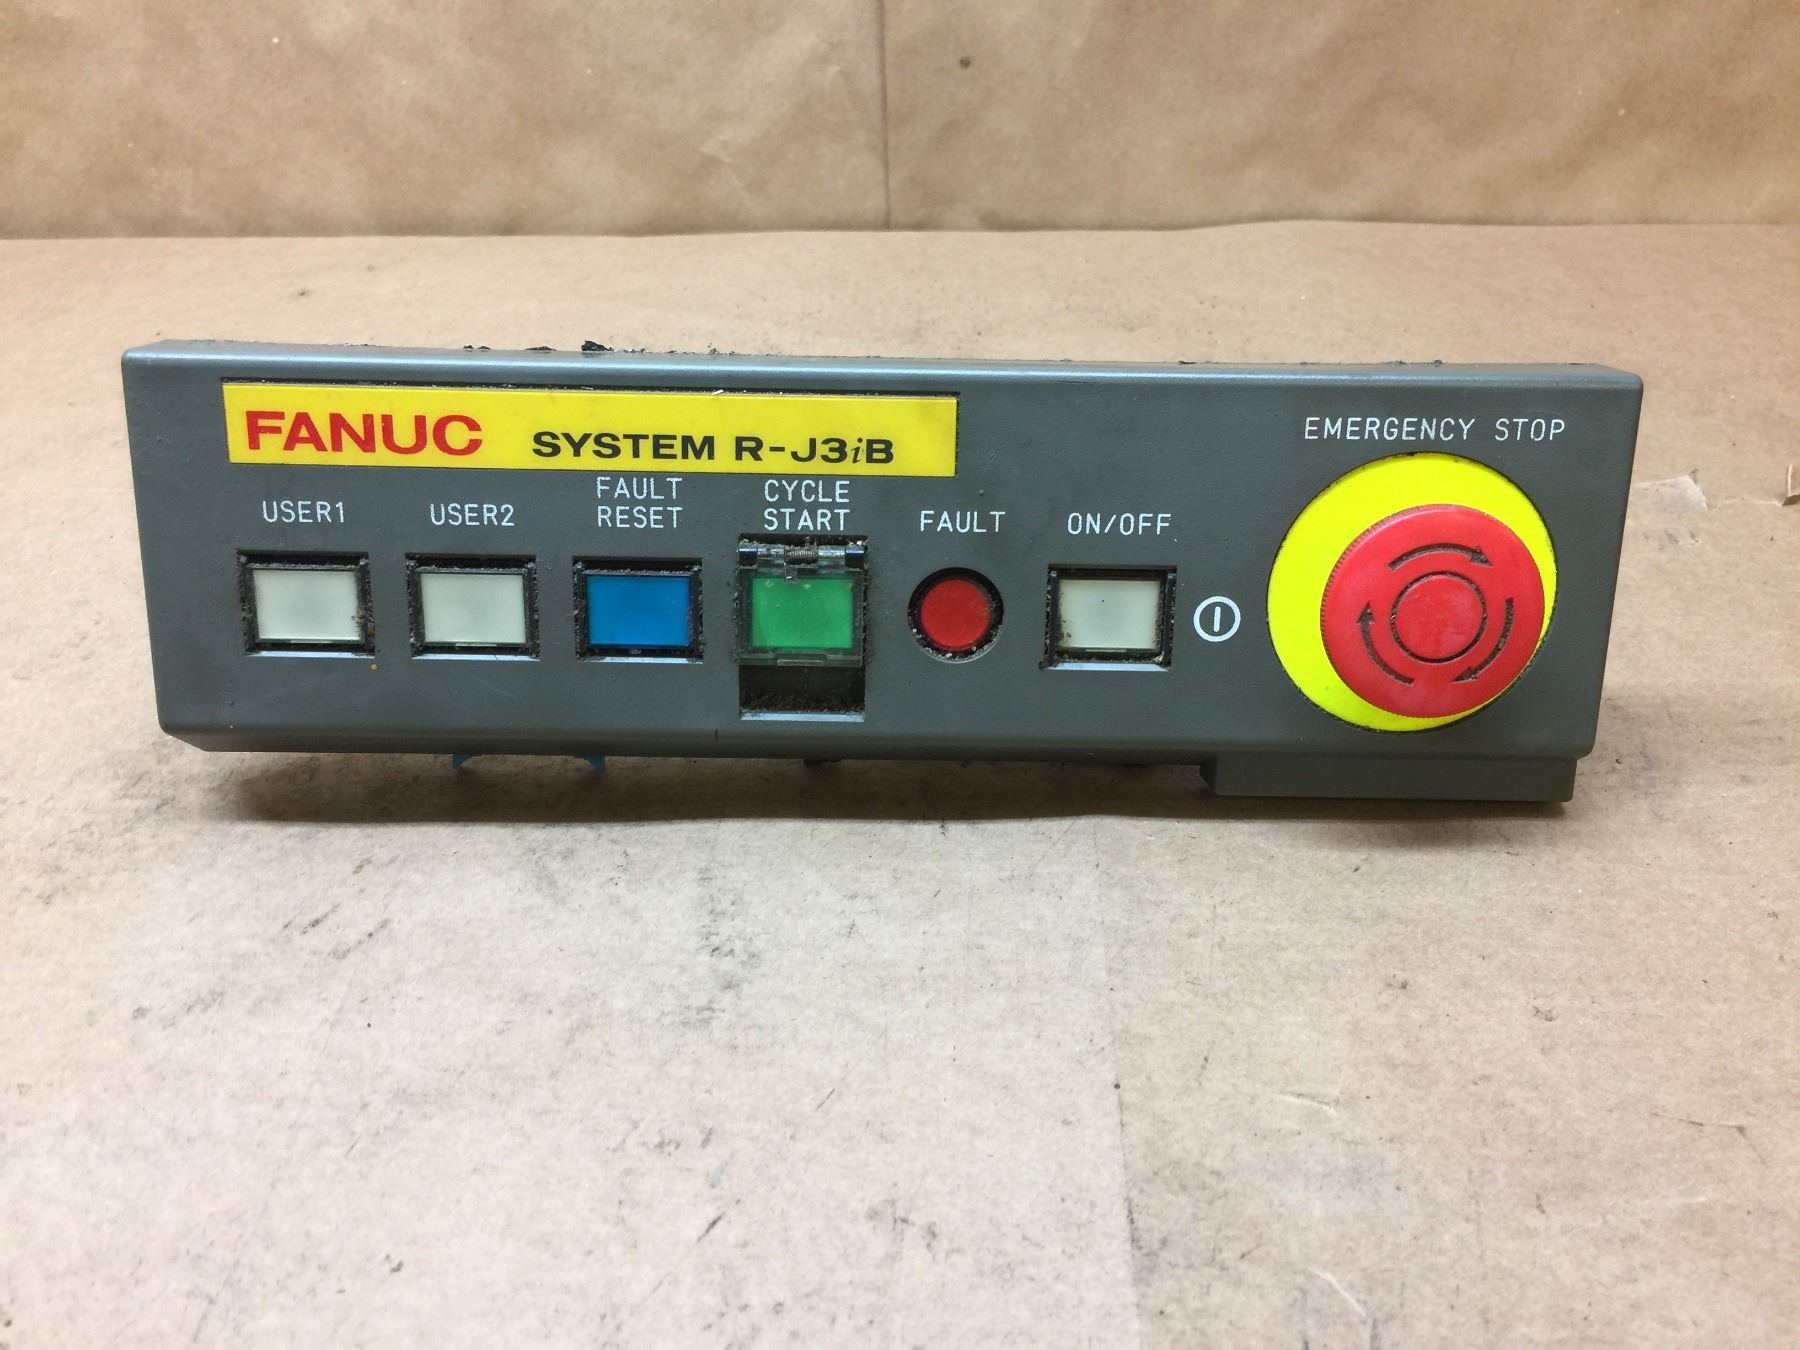 FANUC SYSTEM R-J3iB
USER1
USER2
FAULT
RESET
CYCLE
START
FAULT
ON/OFF
EMERGENCY STOP